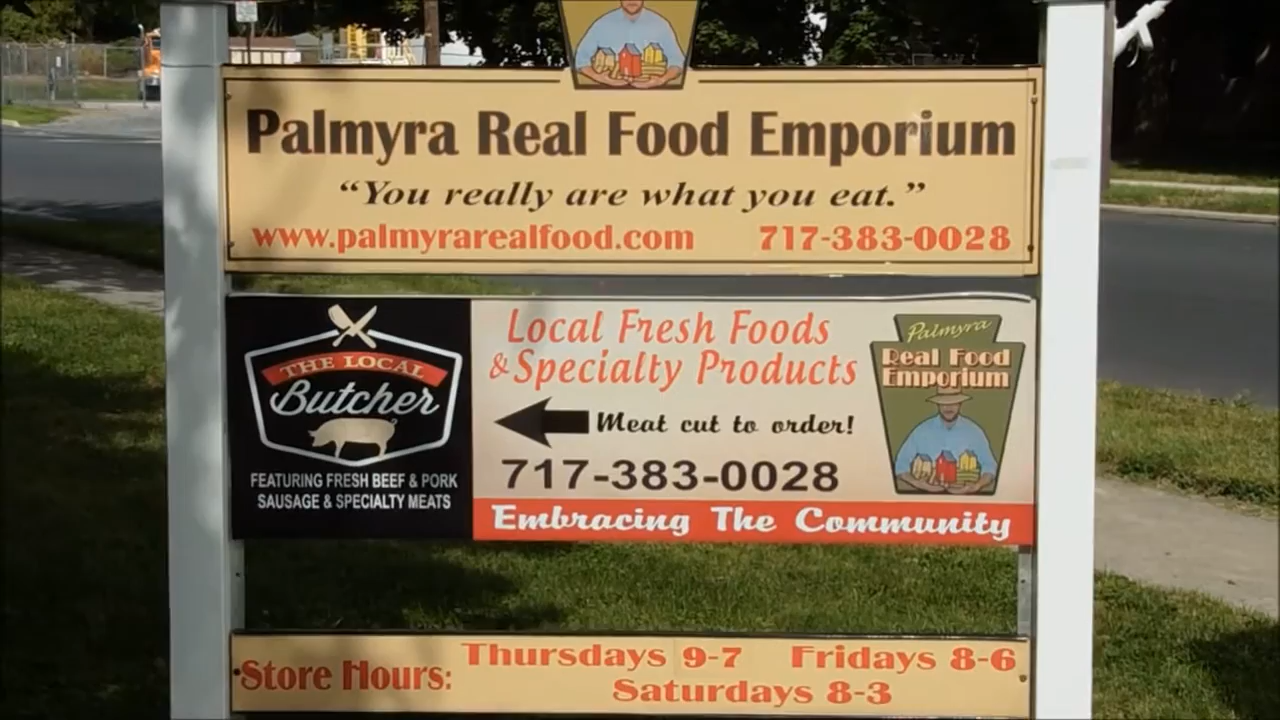 Palmyra Real Food Emporium
“You really are what you eat.”
www.palmyrarealfood.com 717-383-0028
THE LOCAL
Butcher
FEATURING FRESH BEEF & PORK
SAUSAGE & SPECIALTY MEATS
Local Fresh Foods
& Specialty Products
Meat cut to order!
717-383-0028
Embracing The Community
Palmyra
Real Food
Emporium
Store Hours: Thursdays 9-7 Fridays 8-6
Saturdays 8-3